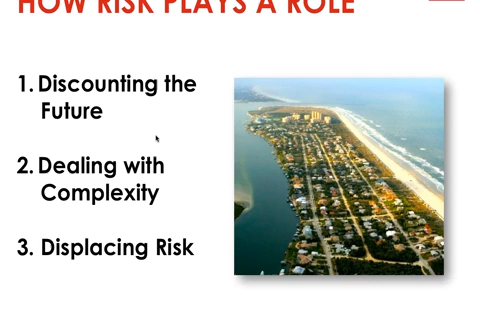 HOW RISK PLAYS A ROLE
1. Discounting the
Future
2. Dealing with
Complexity
3. Displacing Risk